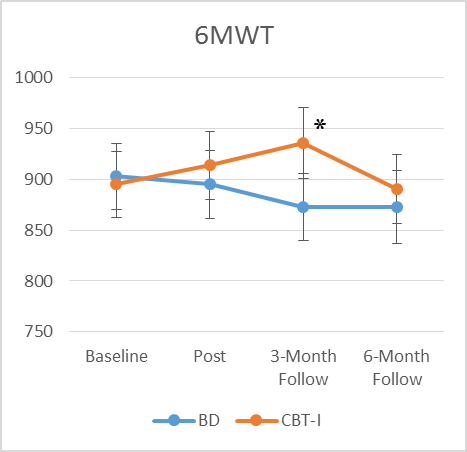 6MWT
1000
950
900
850
800
750
*
Baseline
Post
3-Month
Follow
6-Month
Follow
BD
CBT-I